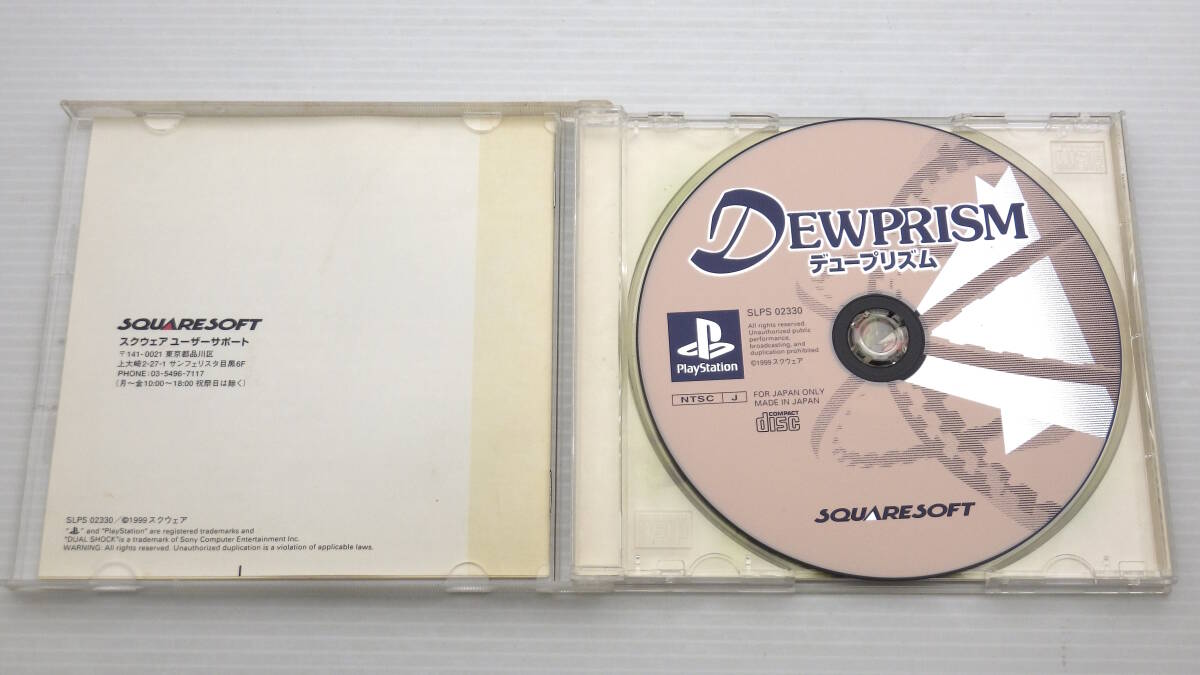 SQUARESOFT
スクウェア ユーザーサポート
〒141-0021 東京都品川区
上大崎2-27-1 サンフェリスタ目黒6F
PHONE: 03-5496-7117
(月〜金10:00〜18:00 祝祭日は除く)
SLPS 02330/©1999 スクウェア
" " and "PlayStation" are registered trademarks and
"DUAL SHOCK"is a trademark of Sony Computer Entertainment Inc.
WARNING: All rights reserved. Unauthorized duplication is a violation of applicable laws.
DEWPRISM
デュープリズム
PlayStation
SLPS 02330
All rights reserved.
Unauthorized public
performance,
broadcasting, and
duplication prohibited.
©1999 スクウェア
NTSC J
FOR JAPAN ONLY
MADE IN JAPAN
COMPACT
disc
SQUARESOFT